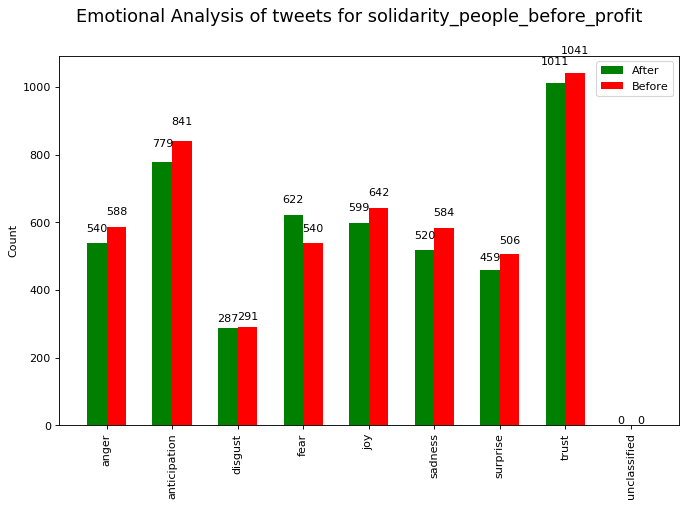 Emotional Analysis of tweets for solidarity_people_before_profit
After
Before
Count
1000
800
600
400
200
0
540
588
779
841
287
291
622
540
599
642
520
584
459
506
1011
1041
0
0
anger
anticipation
disgust
fear
joy
sadness
surprise
trust
unclassified